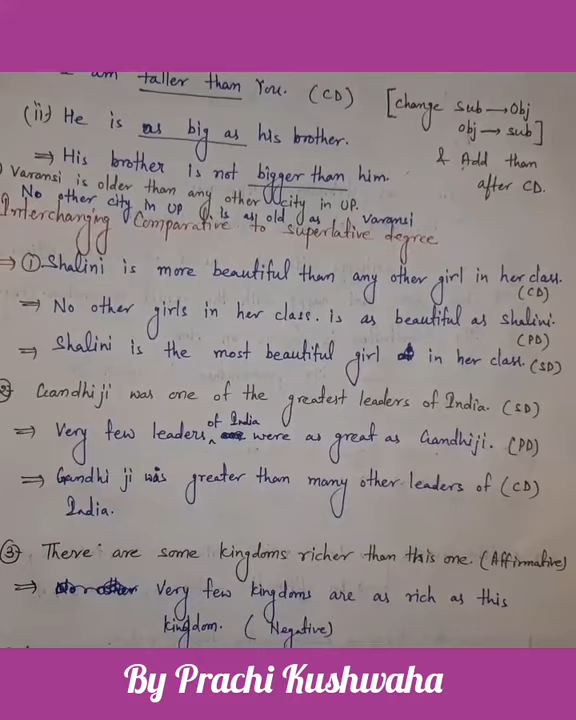 I am taller than You. (CD) [change sub → Obj
obj → sub]
& Add than
after CD.
(ii) He is as big as his brother.
⇒ His brother is not bigger than him.
Varansi is older than any other city in UP.
No other city in UP is as old as Varansi
Interchanging Comparative to superlative degree
⇒ ① Shalini is more beautiful than any other girl in her class.
(CD)
⇒ No other girls in her class. is as beautiful as Shalini.
(PD)
⇒ Shalini is the most beautiful girl in her class. (SD)
② Gandhiji was one of the greatest leaders of India. (SD)
⇒ Very few leaders of India were as great as Gandhiji. (PD)
⇒ Gandhi ji was greater than many other leaders of (CD)
India.
③ There are some kingdoms richer than this one. (Affirmative)
⇒ Very few kingdoms are as rich as this
kingdom. (Negative)
By Prachi Kushwaha